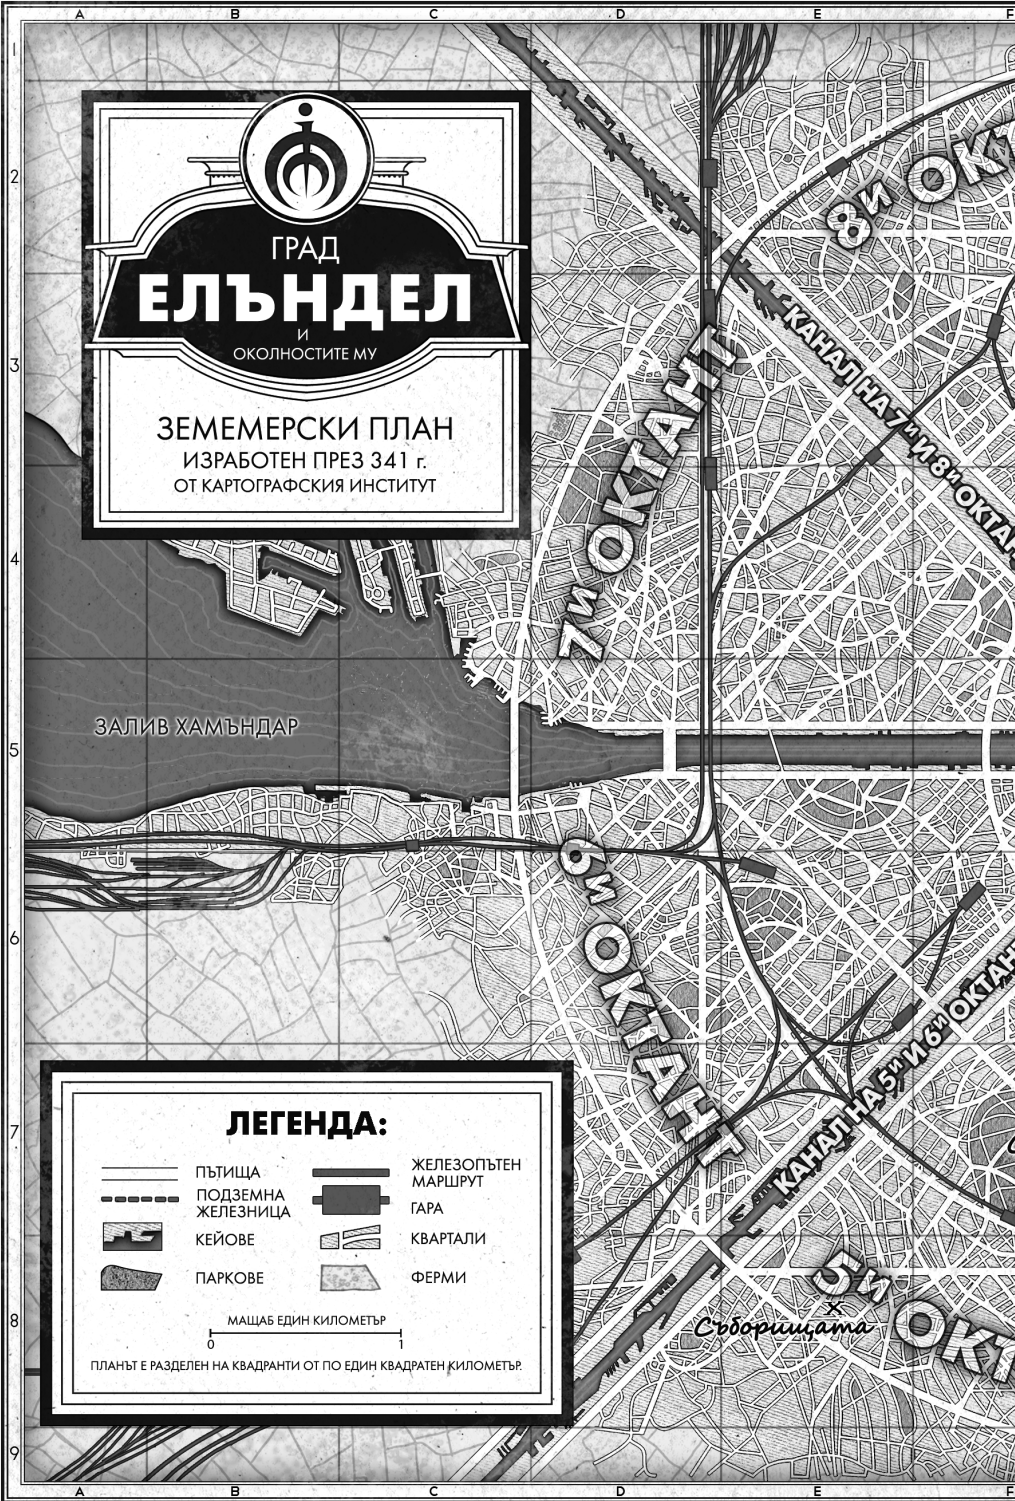 A B C D E F
1
2
3
4
5
6
7
8
9
ГРАД
ЕЛЪНДЕЛ
И
ОКОЛНОСТИТЕ МУ
ЗЕМЕМЕРСКИ ПЛАН
ИЗРАБОТЕН ПРЕЗ 341 г.
ОТ КАРТОГРАФСКИЯ ИНСТИТУТ
8И ОКТ
КАНАЛ НА 7И И 8И ОКТАН
7И ОКТАНТ
ЗАЛИВ ХАМЪНДАР
6И ОКТАНТ
КАНАЛ НА 5И И 6И ОКТАН
5И ОКТ
Съборищата
ЛЕГЕНДА:
ПЪТИЩА
ПОДЗЕМНА
ЖЕЛЕЗНИЦА
КЕЙОВЕ
ПАРКОВЕ
ЖЕЛЕЗОПЪТЕН
МАРШРУТ
ГАРА
КВАРТАЛИ
ФЕРМИ
МАЩАБ ЕДИН КИЛОМЕТЪР
0 1
ПЛАНЪТ Е РАЗДЕЛЕН НА КВАДРАНТИ ОТ ПО ЕДИН КВАДРАТЕН КИЛОМЕТЪР.
A B C D E F